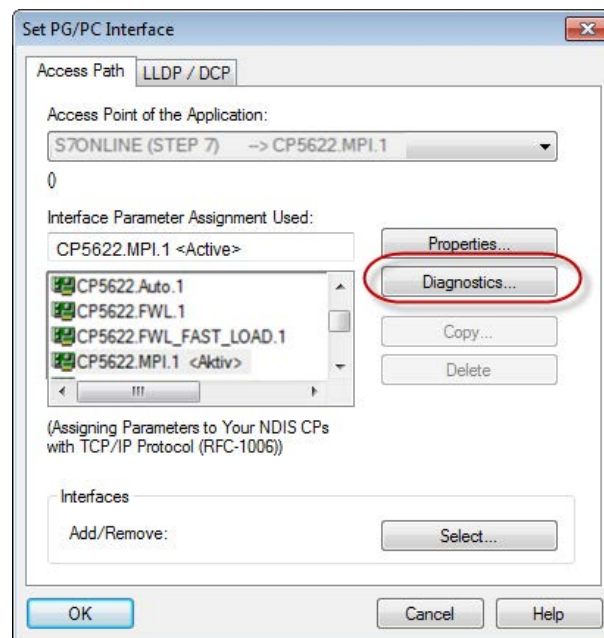 Set PG/PC Interface
Access Path
LLDP / DCP
Access Point of the Application:
S7ONLINE (STEP 7) --> CP5622.MPI.1
()
Interface Parameter Assignment Used:
CP5622.MPI.1 <Active>
Properties...
Diagnostics...
CP5622.Auto.1
CP5622.FWL.1
CP5622.FWL_FAST_LOAD.1
CP5622.MPI.1 <Aktiv>
Copy...
Delete
(Assigning Parameters to Your NDIS CPs
with TCP/IP Protocol (RFC-1006))
Interfaces
Add/Remove:
Select...
OK
Cancel
Help